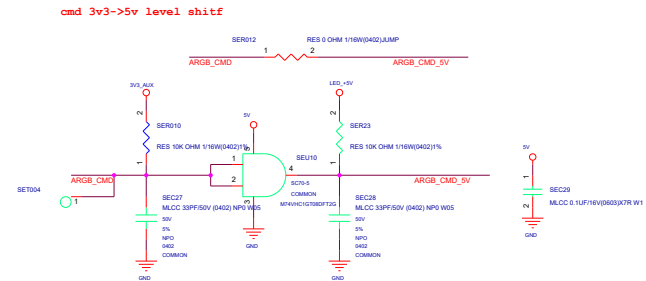 cmd 3v3->5v level shitf
SER012 RES 0 OHM 1/16W(0402)JUMP
1 2
ARGB_CMD ARGB_CMD_5V
3V3_AUX LED_+5V
2 5V 2
SER010 SER23
5V
RES 10K OHM 1/16W(0402)1% RES 10K OHM 1/16W(0402)1%
1 5 1
1 4 SEU10
2
ARGB_CMD SC70-5 ARGB_CMD_5V
SET004 COMMON
1 3 M74VHC1GT08DFT2G
SEC27 SEC28 SEC29
MLCC 33PF/50V (0402) NP0 W05 MLCC 33PF/50V (0402) NP0 W05 MLCC 0.1UF/16V(0603)X7R W1
1 2
50V 50V
5% 5%
NPO NPO
0402 0402
COMMON COMMON
GND GND GND GND